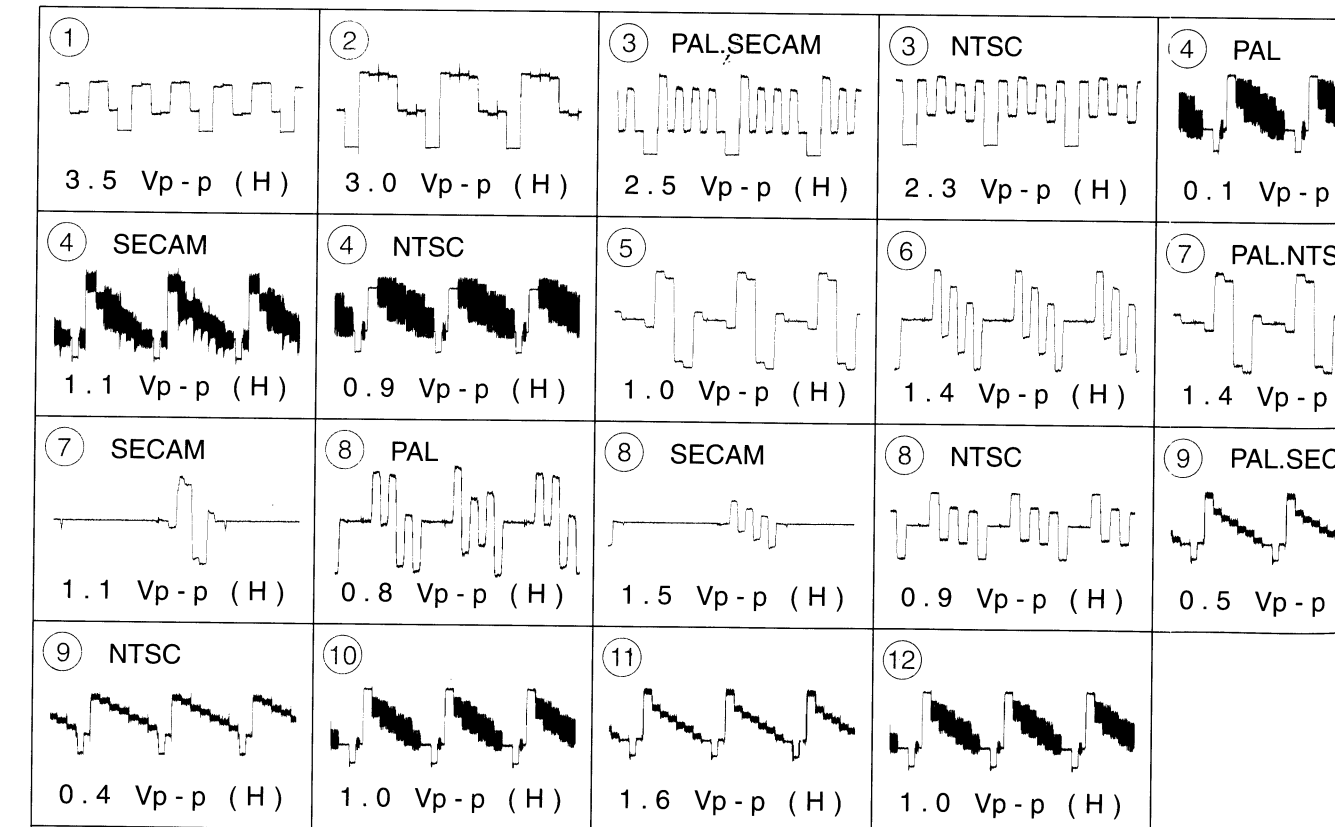 ① ② ③ PAL.SECAM ③ NTSC ④ PAL
3.5 Vp-p (H) 3.0 Vp-p (H) 2.5 Vp-p (H) 2.3 Vp-p (H) 0.1 Vp-p
④ SECAM ④ NTSC ⑤ ⑥ ⑦ PAL.NTS
1.1 Vp-p (H) 0.9 Vp-p (H) 1.0 Vp-p (H) 1.4 Vp-p (H) 1.4 Vp-p
⑦ SECAM ⑧ PAL ⑧ SECAM ⑧ NTSC ⑨ PAL.SEC
1.1 Vp-p (H) 0.8 Vp-p (H) 1.5 Vp-p (H) 0.9 Vp-p (H) 0.5 Vp-p
⑨ NTSC ⑩ ⑪ ⑫
0.4 Vp-p (H) 1.0 Vp-p (H) 1.6 Vp-p (H) 1.0 Vp-p (H)